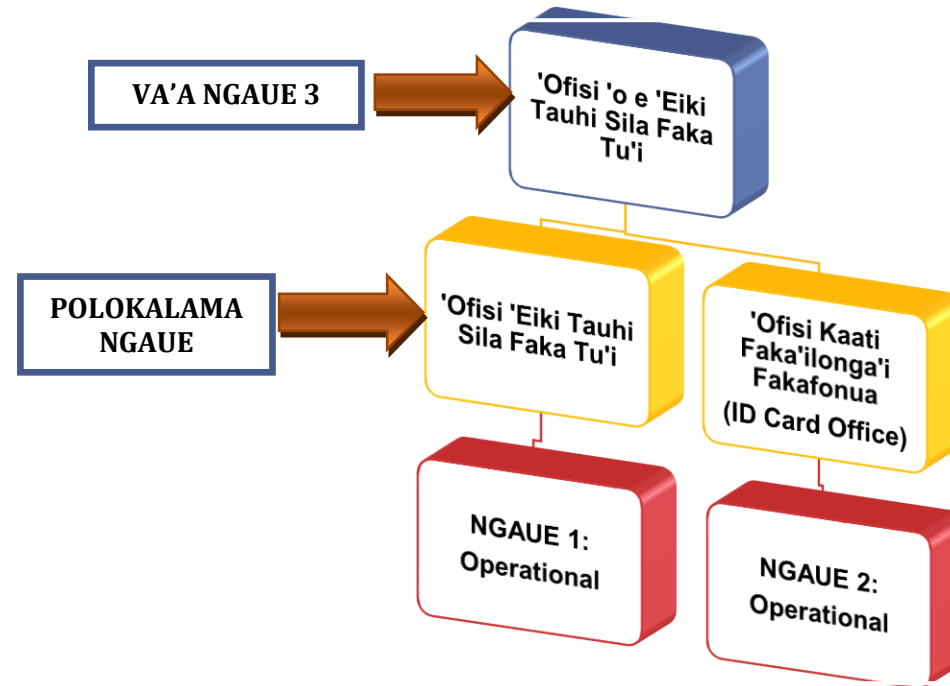 VA’A NGAUE 3
'Ofisi 'o e 'Eiki
Tauhi Sila Faka
Tu'i
POLOKALAMA
NGAUE
'Ofisi 'Eiki Tauhi
Sila Faka Tu'i
'Ofisi Kaati
Faka'ilonga'i
Fakafonua
(ID Card Office)
NGAUE 1:
Operational
NGAUE 2:
Operational